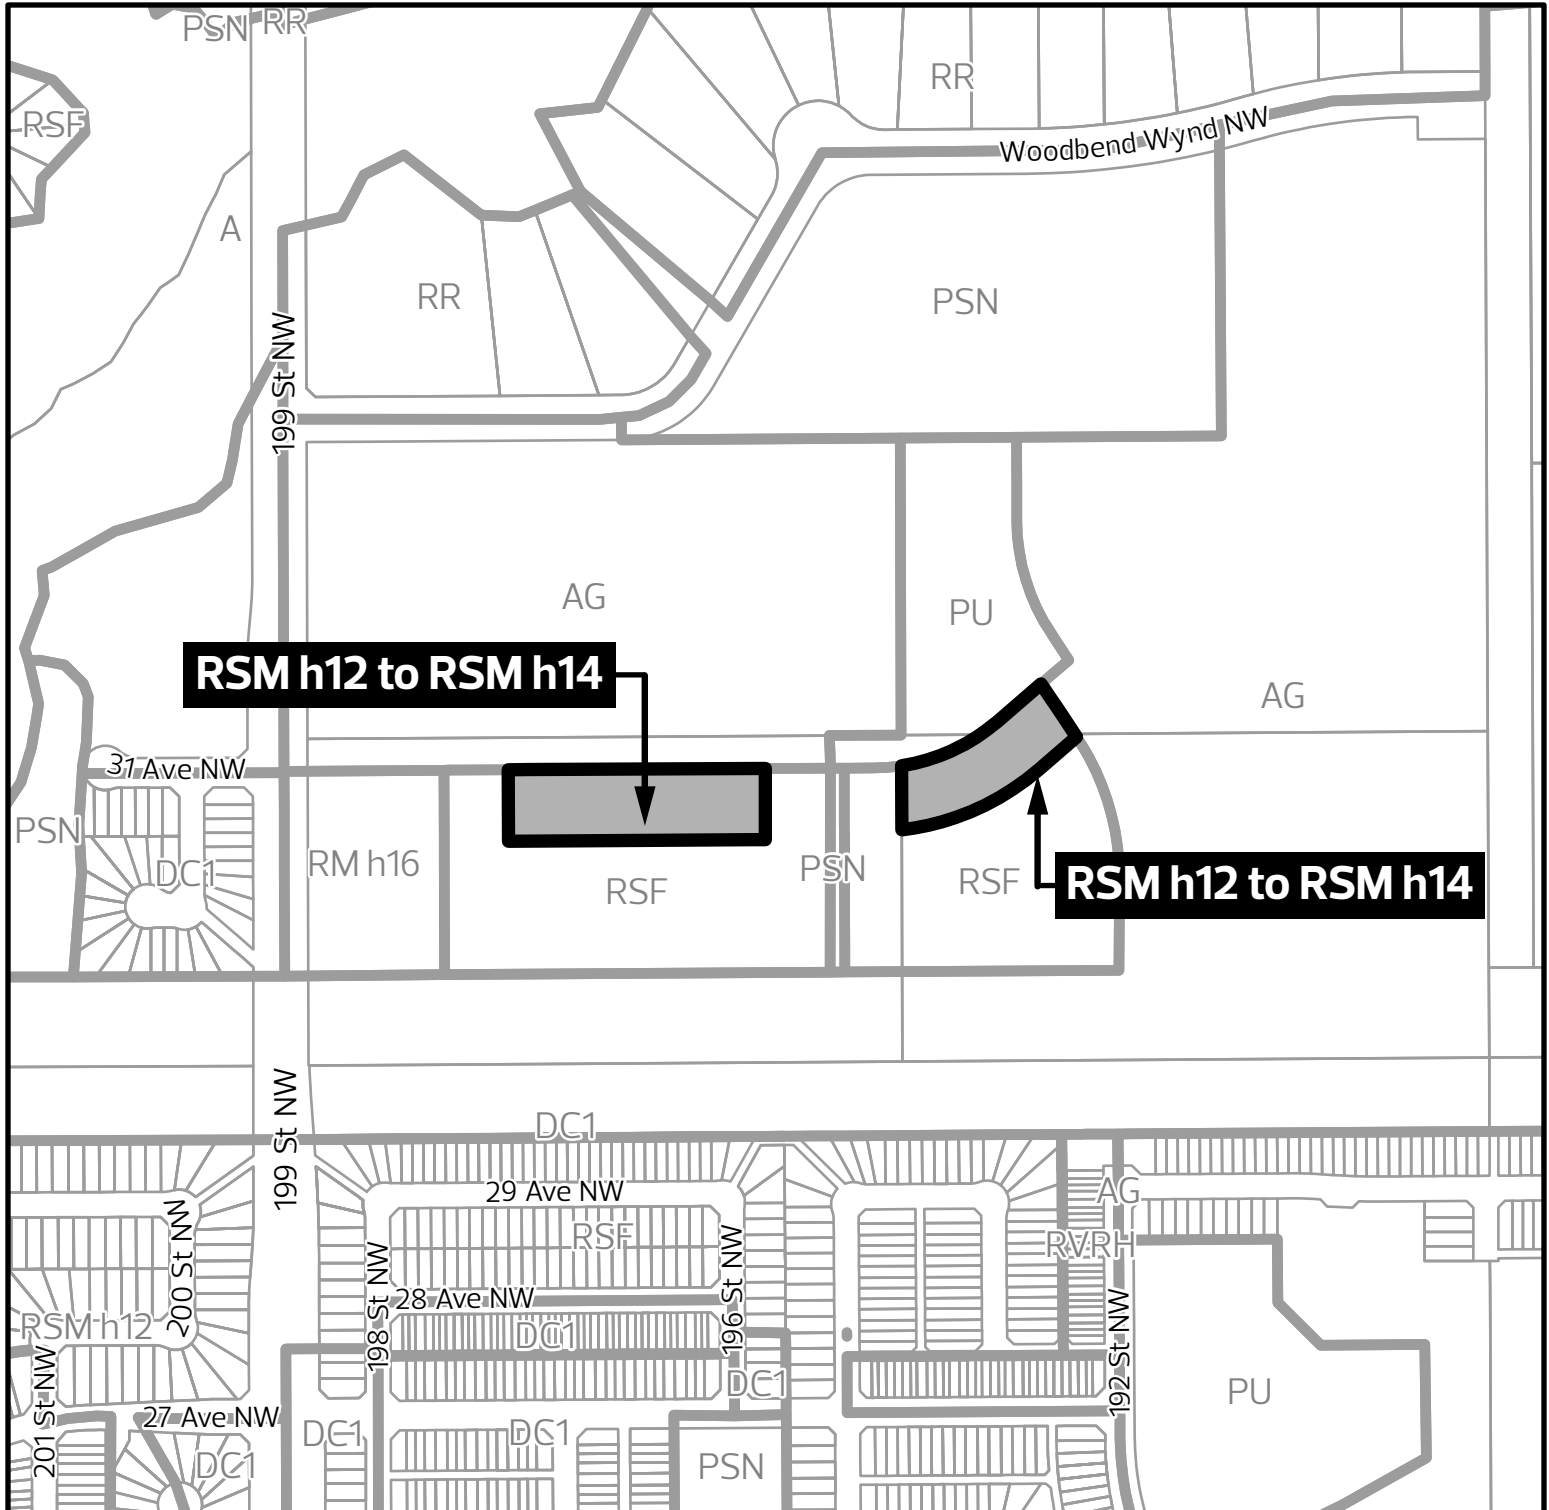 PSN
RR
RR
RSF
Woodbend Wynd NW
A
RR
PSN
199 St NW
AG
PU
RSM h12 to RSM h14
AG
31 Ave NW
PSN
DC1
RM h16
RSF
PSN
RSF
RSM h12 to RSM h14
199 St NW
DC1
29 Ave NW
AG
RSF
RVRH
200 St NW
198 St NW
196 St NW
28 Ave NW
RSM h12
DC1
192 St NW
201 St NW
DC1
PU
27 Ave NW
DC1
DC1
DC1
PSN